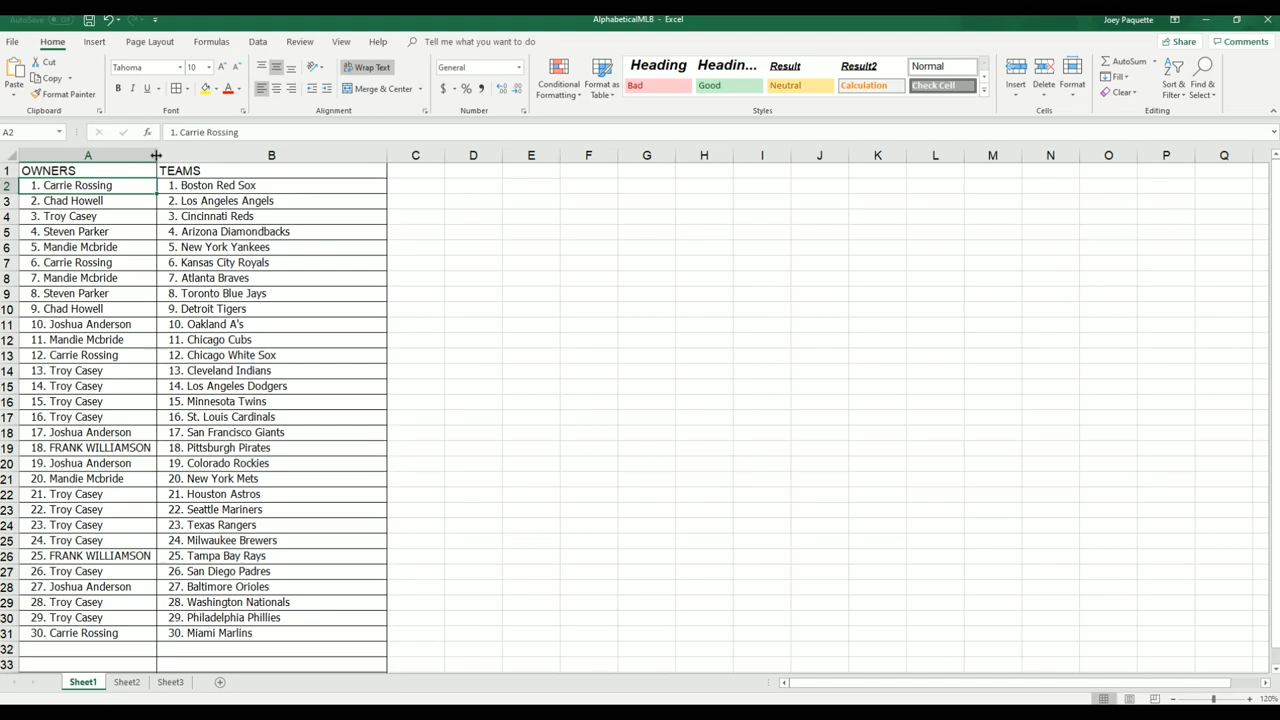 AutoSave Off AlphabeticalMLB - Excel Joey Paquette
File Home Insert Page Layout Formulas Data Review View Help Tell me what you want to do Share Comments
Paste Cut Copy Format Painter Clipboard
Tahoma 10 A A B I U A Font
Wrap Text Merge & Center Alignment
General $ % Number
Conditional Formatting Format as Table
Heading Headin... Result Result2 Normal
Bad Good Neutral Calculation Check Cell
Styles
Insert Delete Format Cells
AutoSum Fill Clear Sort & Filter Find & Select Editing
A2 fx 1. Carrie Rossing
A B C D E F G H I J K L M N O P Q
1 OWNERS TEAMS
2 1. Carrie Rossing 1. Boston Red Sox
3 2. Chad Howell 2. Los Angeles Angels
4 3. Troy Casey 3. Cincinnati Reds
5 4. Steven Parker 4. Arizona Diamondbacks
6 5. Mandie Mcbride 5. New York Yankees
7 6. Carrie Rossing 6. Kansas City Royals
8 7. Mandie Mcbride 7. Atlanta Braves
9 8. Steven Parker 8. Toronto Blue Jays
10 9. Chad Howell 9. Detroit Tigers
11 10. Joshua Anderson 10. Oakland A's
12 11. Mandie Mcbride 11. Chicago Cubs
13 12. Carrie Rossing 12. Chicago White Sox
14 13. Troy Casey 13. Cleveland Indians
15 14. Troy Casey 14. Los Angeles Dodgers
16 15. Troy Casey 15. Minnesota Twins
17 16. Troy Casey 16. St. Louis Cardinals
18 17. Joshua Anderson 17. San Francisco Giants
19 18. FRANK WILLIAMSON 18. Pittsburgh Pirates
20 19. Joshua Anderson 19. Colorado Rockies
21 20. Mandie Mcbride 20. New York Mets
22 21. Troy Casey 21. Houston Astros
23 22. Troy Casey 22. Seattle Mariners
24 23. Troy Casey 23. Texas Rangers
25 24. Troy Casey 24. Milwaukee Brewers
26 25. FRANK WILLIAMSON 25. Tampa Bay Rays
27 26. Troy Casey 26. San Diego Padres
28 27. Joshua Anderson 27. Baltimore Orioles
29 28. Troy Casey 28. Washington Nationals
30 29. Troy Casey 29. Philadelphia Phillies
31 30. Carrie Rossing 30. Miami Marlins
32
33
Sheet1 Sheet2 Sheet3
120%